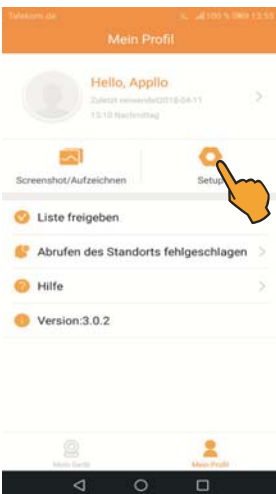 Telekom.de 100 % 13:53
Mein Profil
Hello, Appllo
Zuletzt verwendet2018-04-11
15:10 Nachmittag
Screenshot/Aufzeichnen
Setup
Liste freigeben
Abrufen des Standorts fehlgeschlagen
Hilfe
Version:3.0.2
Mein Gerät
Mein Profil